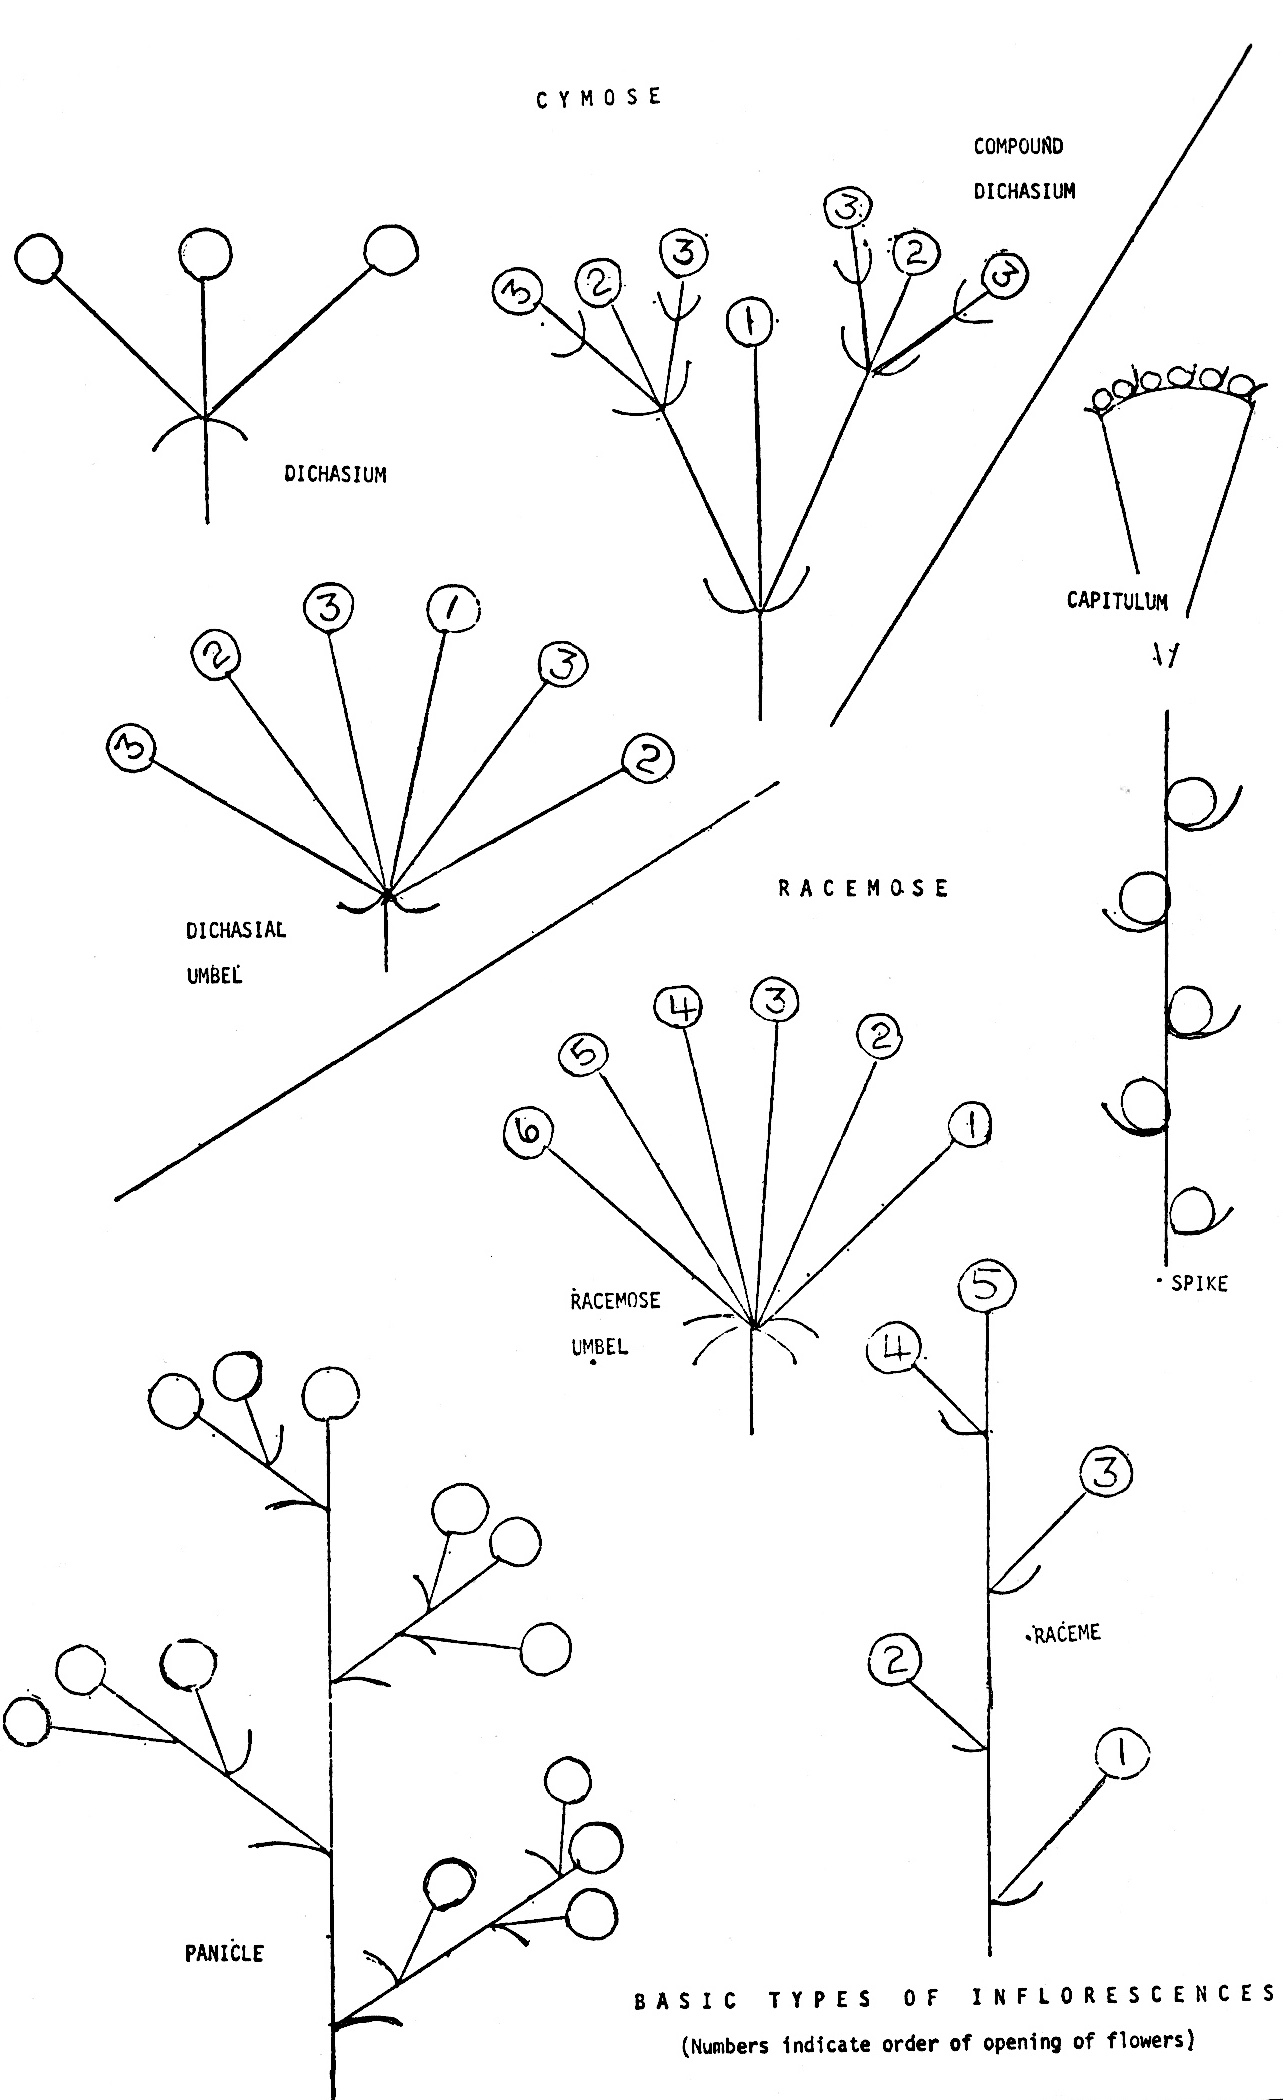 CYMOSE
COMPOUND
DICHASIUM
3
3
2
3
2
3
1
DICHASIUM
CAPITULUM
3
1
2
3
3
2
RACEMOSE
DICHASIAL
UMBEL
4
3
2
5
1
6
SPIKE
5
RACEMOSE
UMBEL
4
3
RACEME
2
1
PANICLE
BASIC TYPES OF INFLORESCENCES
(Numbers indicate order of opening of flowers)